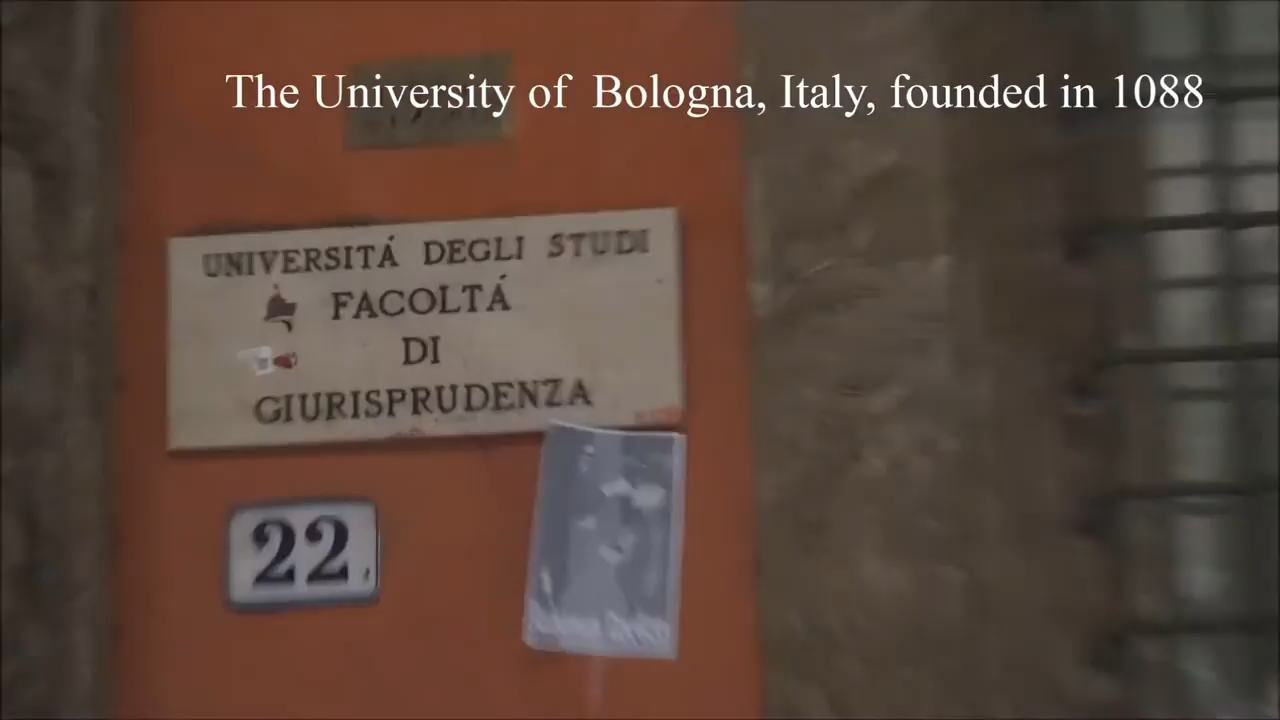 The University of Bologna, Italy, founded in 1088
UNIVERSITÁ DEGLI STUDI
FACOLTÁ
DI
GIURISPRUDENZA
22